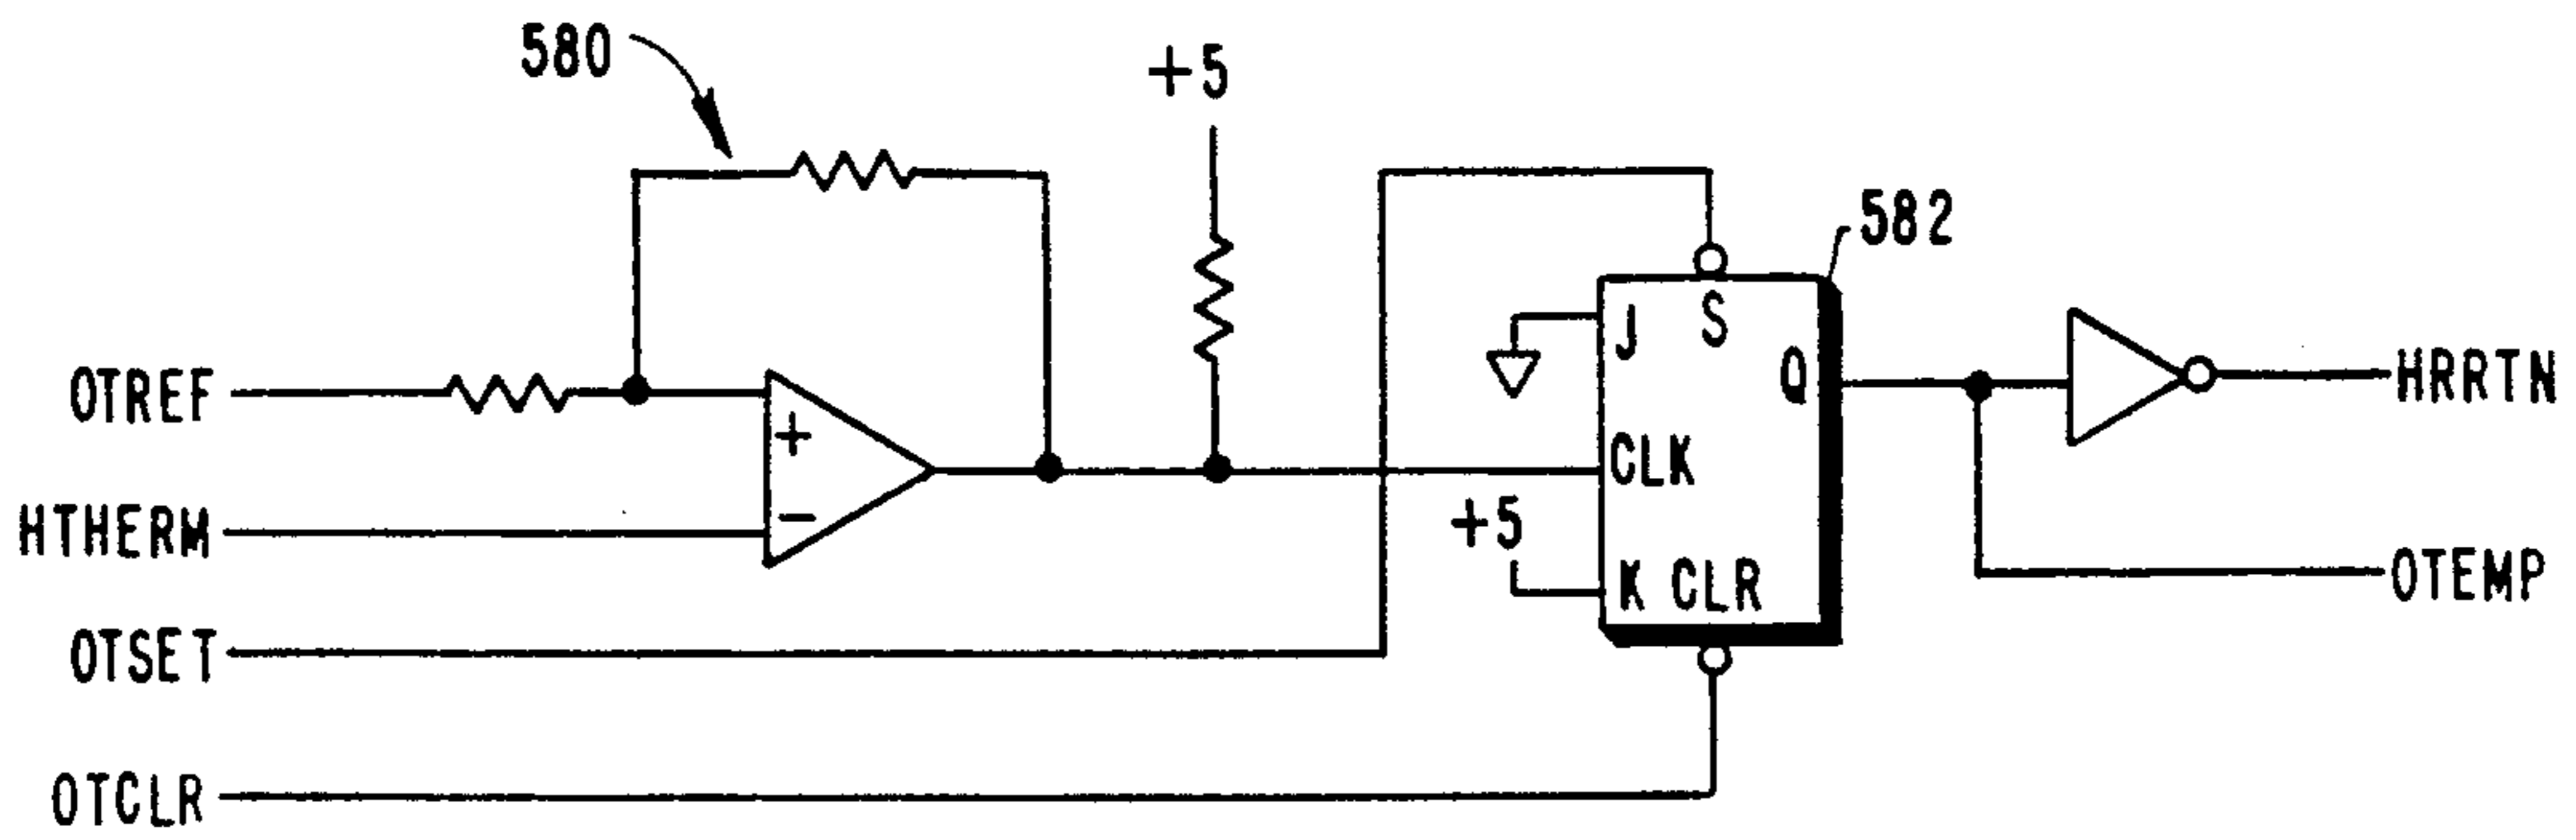 580
+5
582
J S
Q
OTREF
HRRTN
+
CLK
HTHERM
-
+5
K CLR
OTEMP
OTSET
OTCLR